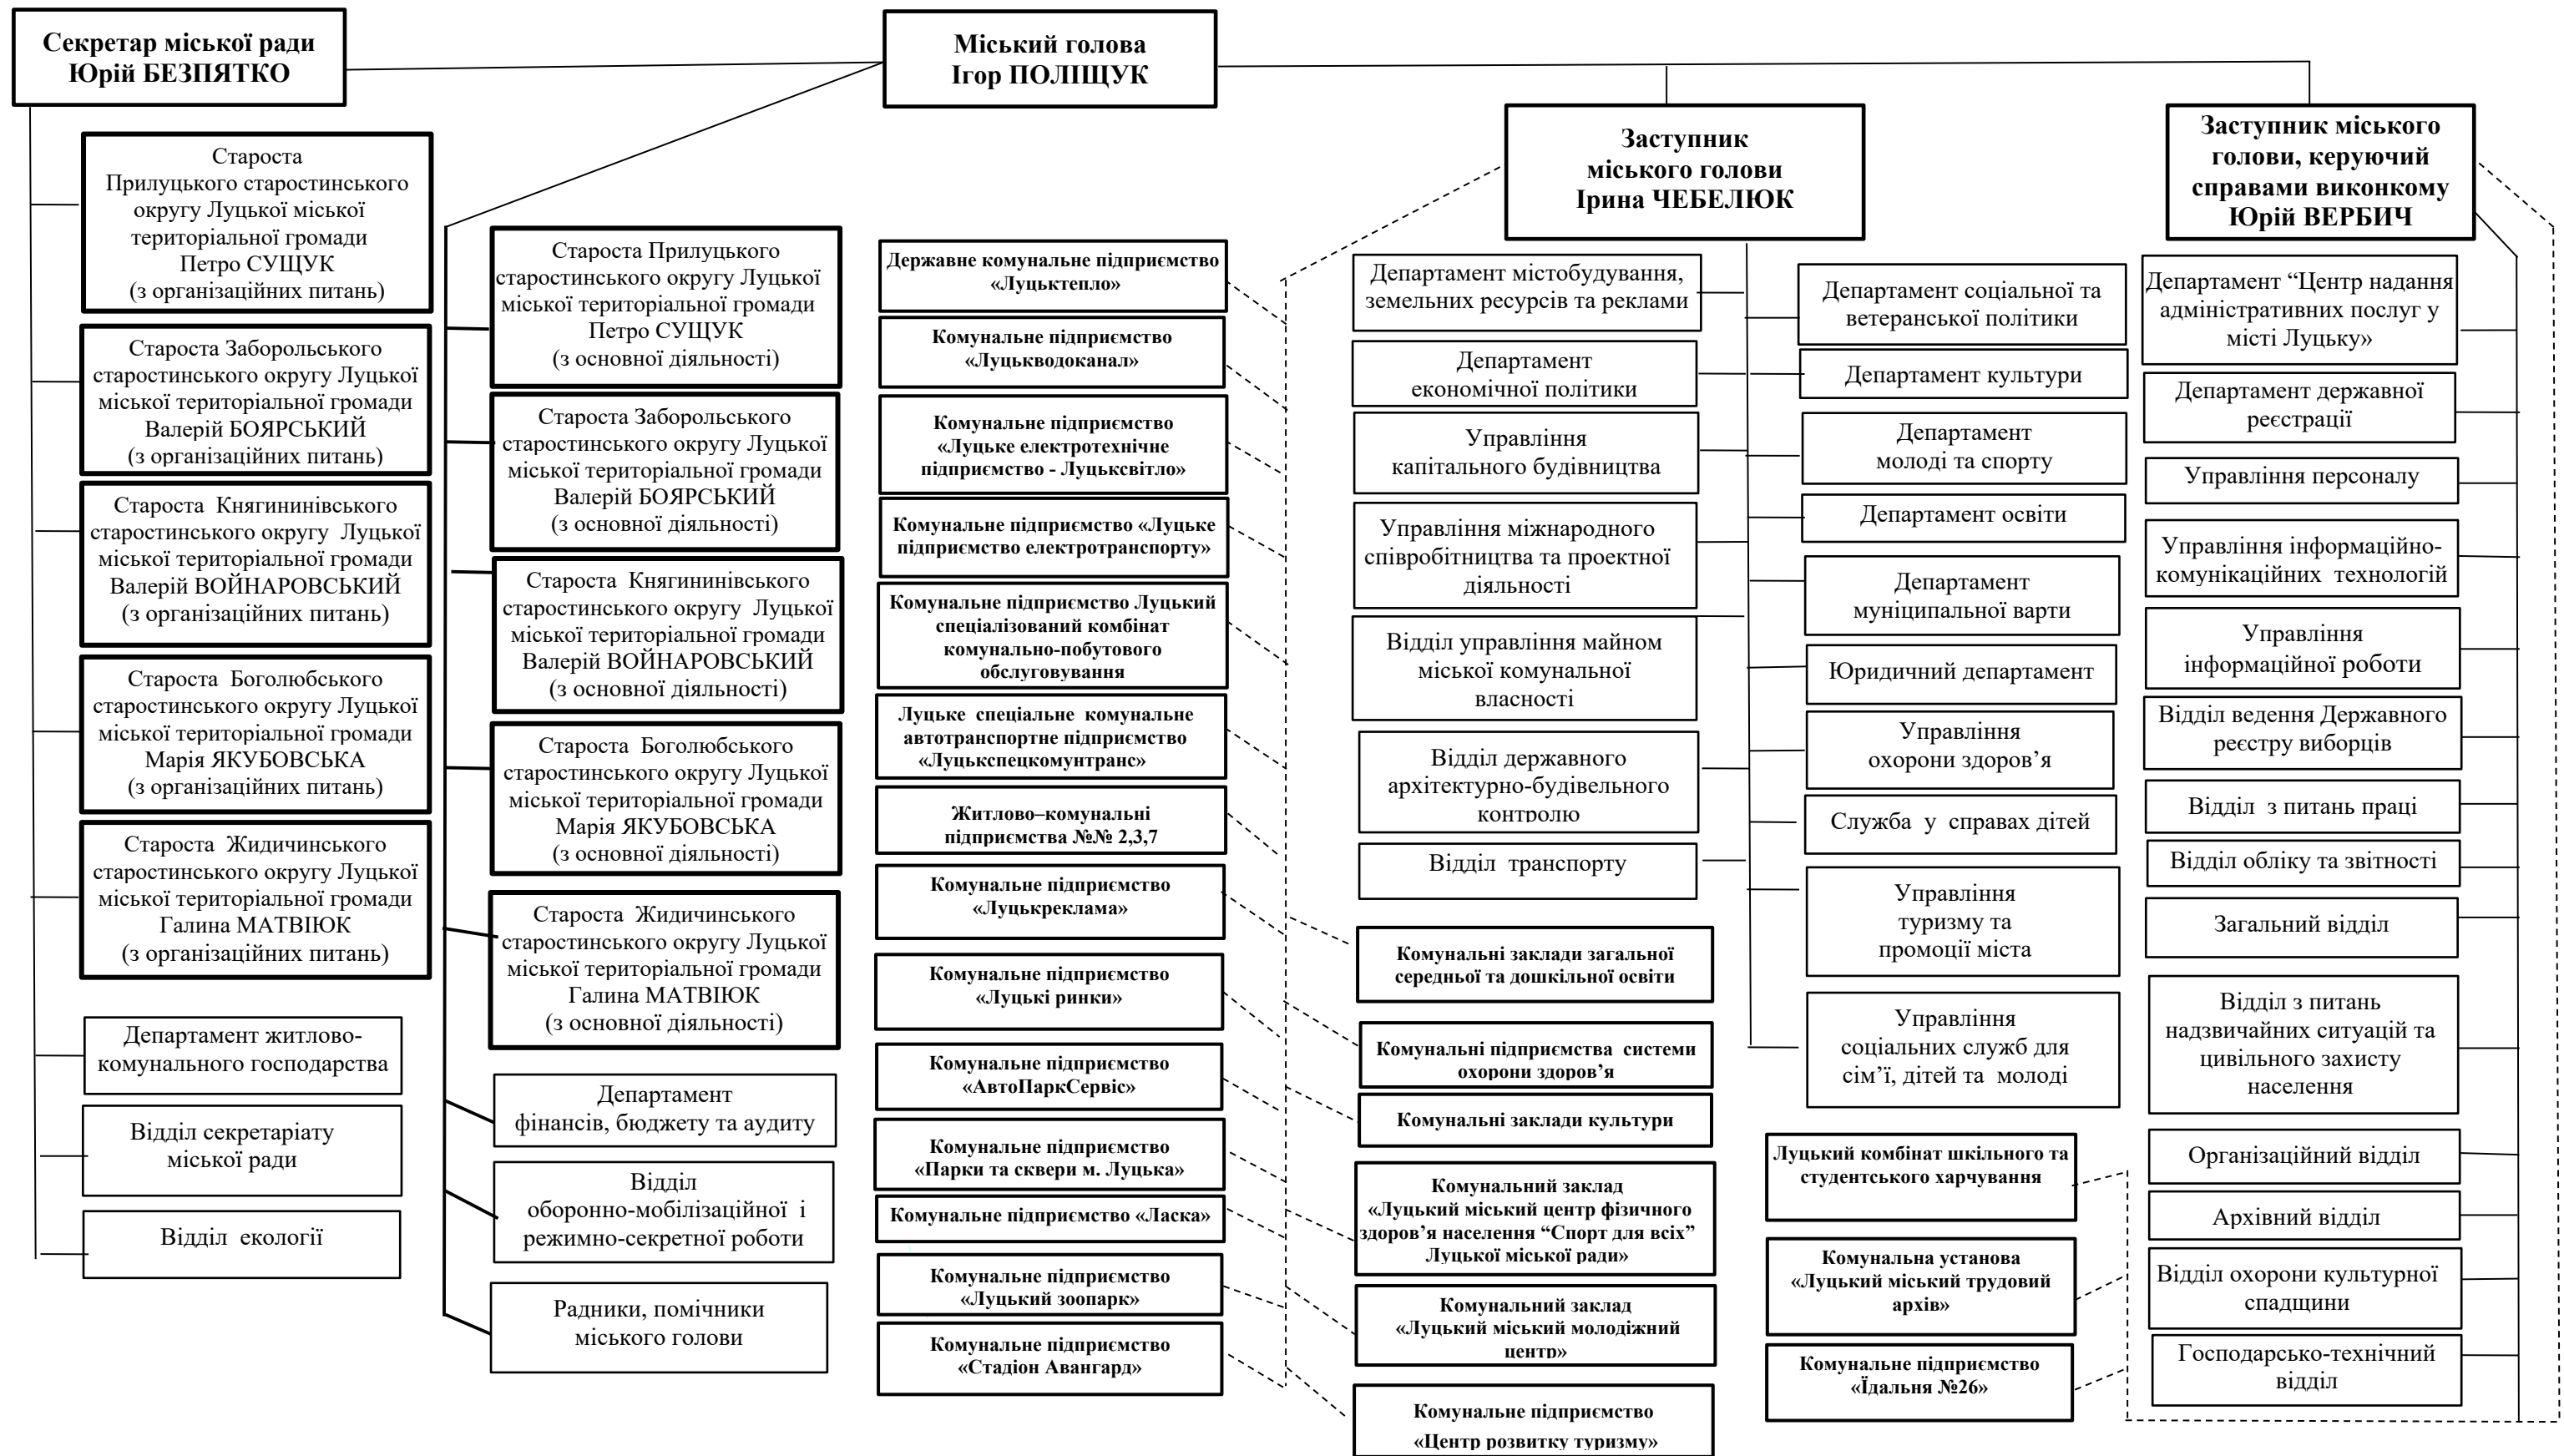 Секретар міської ради
Юрій БЕЗПЯТКО
Міський голова
Ігор ПОЛІЩУК
Заступник
міського голови
Ірина ЧЕБЕЛЮК
Заступник міського
голови, керуючий
справами виконкому
Юрій ВЕРБИЧ
Староста
Прилуцького старостинського
округу Луцької міської
територіальної громади
Петро СУЩУК
(з організаційних питань)
Староста Заборольського
старостинського округу Луцької
міської територіальної громади
Валерій БОЯРСЬКИЙ
(з організаційних питань)
Староста Княгининівського
старостинського округу Луцької
міської територіальної громади
Валерій ВОЙНАРОВСЬКИЙ
(з організаційних питань)
Староста Боголюбського
старостинського округу Луцької
міської територіальної громади
Марія ЯКУБОВСЬКА
(з організаційних питань)
Староста Жидичинського
старостинського округу Луцької
міської територіальної громади
Галина МАТВІЮК
(з організаційних питань)
Департамент житлово-
комунального господарства
Відділ секретаріату
міської ради
Відділ екології
Староста Прилуцького
старостинського округу Луцької
міської територіальної громади
Петро СУЩУК
(з основної діяльності)
Староста Заборольського
старостинського округу Луцької
міської територіальної громади
Валерій БОЯРСЬКИЙ
(з основної діяльності)
Староста Княгининівського
старостинського округу Луцької
міської територіальної громади
Валерій ВОЙНАРОВСЬКИЙ
(з основної діяльності)
Староста Боголюбського
старостинського округу Луцької
міської територіальної громади
Марія ЯКУБОВСЬКА
(з основної діяльності)
Староста Жидичинського
старостинського округу Луцької
міської територіальної громади
Галина МАТВІЮК
(з основної діяльності)
Департамент
фінансів, бюджету та аудиту
Відділ
оборонно-мобілізаційної і
режимно-секретної роботи
Радники, помічники
міського голови
Державне комунальне підприємство
«Луцьктепло»
Комунальне підприємство
«Луцькводоканал»
Комунальне підприємство
«Луцьке електротехнічне
підприємство - Луцьксвітло»
Комунальне підприємство «Луцьке
підприємство електротранспорту»
Комунальне підприємство Луцький
спеціалізований комбінат
комунально-побутового
обслуговування
Луцьке спеціальне комунальне
автотранспортне підприємство
«Луцькспецкомунтранс»
Житлово–комунальні
підприємства №№ 2,3,7
Комунальне підприємство
«Луцькреклама»
Комунальне підприємство
«Луцькі ринки»
Комунальне підприємство
«АвтоПаркСервіс»
Комунальне підприємство
«Парки та сквери м. Луцька»
Комунальне підприємство «Ласка»
Комунальне підприємство
«Луцький зоопарк»
Комунальне підприємство
«Стадіон Авангард»
Департамент містобудування,
земельних ресурсів та реклами
Департамент
економічної політики
Управління
капітального будівництва
Управління міжнародного
співробітництва та проектної
діяльності
Відділ управління майном
міської комунальної
власності
Відділ державного
архітектурно-будівельного
контролю
Відділ транспорту
Комунальні заклади загальної
середньої та дошкільної освіти
Комунальні підприємства системи
охорони здоров’я
Комунальні заклади культури
Комунальний заклад
«Луцький міський центр фізичного
здоров’я населення “Спорт для всіх”
Луцької міської ради»
Комунальний заклад
«Луцький міський молодіжний
центр»
Комунальне підприємство
«Центр розвитку туризму»
Департамент соціальної та
ветеранської політики
Департамент культури
Департамент
молоді та спорту
Департамент освіти
Департамент
муніципальної варти
Юридичний департамент
Управління
охорони здоров’я
Служба у справах дітей
Управління
туризму та
промоції міста
Управління
соціальних служб для
сім’ї, дітей та молоді
Луцький комбінат шкільного та
студентського харчування
Комунальна установа
«Луцький міський трудовий
архів»
Комунальне підприємство
«Їдальня №26»
Департамент “Центр надання
адміністративних послуг у
місті Луцьку»
Департамент державної
реєстрації
Управління персоналу
Управління інформаційно-
комунікаційних технологій
Управління
інформаційної роботи
Відділ ведення Державного
реєстру виборців
Відділ з питань праці
Відділ обліку та звітності
Загальний відділ
Відділ з питань
надзвичайних ситуацій та
цивільного захисту
населення
Організаційний відділ
Архівний відділ
Відділ охорони культурної
спадщини
Господарсько-технічний
відділ